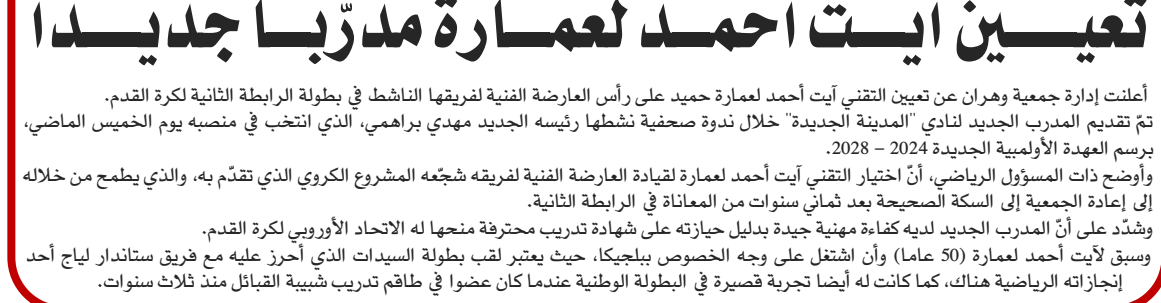 تعيــــين ايــــت احمــــد لعمــــارة مدرّبــــا جديــــدا
أعلنت إدارة جمعية وهران عن تعيين التقني آيت أحمد لعمارة حميد على رأس العارضة الفنية لفريقها الناشط في بطولة الرابطة الثانية لكرة القدم.
تمّ تقديم المدرب الجديد لنادي "المدينة الجديدة" خلال ندوة صحفية نشطها رئيسه الجديد مهدي براهمي، الذي انتخب في منصبه يوم الخميس الماضي،
برسم العهدة الأولمبية الجديدة 2024 – 2028.
وأوضح ذات المسؤول الرياضي، أنّ اختيار التقني آيت أحمد لعمارة لقيادة العارضة الفنية لفريقه شجّعه المشروع الكروي الذي تقدّم به، والذي يطمح من خلاله
إلى إعادة الجمعية إلى السكة الصحيحة بعد ثماني سنوات من المعاناة في الرابطة الثانية.
وشدّد على أنّ المدرب الجديد لديه كفاءة مهنية جيدة بدليل حيازته على شهادة تدريب محترفة منحها له الاتحاد الأوروبي لكرة القدم.
وسبق لآيت أحمد لعمارة (50 عاما) وأن اشتغل على وجه الخصوص ببلجيكا، حيث يعتبر لقب بطولة السيدات الذي أحرز عليه مع فريق ستاندار لياج أحد
إنجازاته الرياضية هناك، كما كانت له أيضا تجربة قصيرة في البطولة الوطنية عندما كان عضوا في طاقم تدريب شبيبة القبائل منذ ثلاث سنوات.